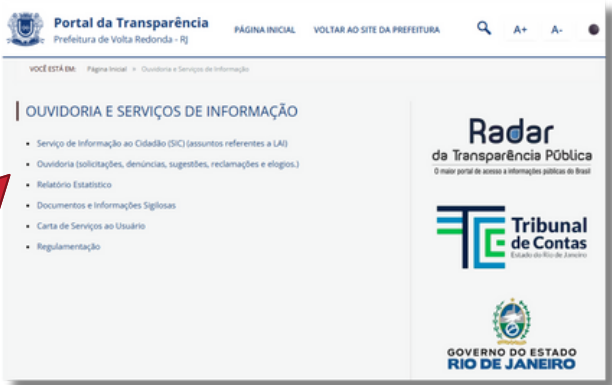 Portal da Transparência
Prefeitura de Volta Redonda - RJ
PÁGINA INICIAL
VOLTAR AO SITE DA PREFEITURA
A+
A-
VOCÊ ESTÁ EM: Página Inicial > Ouvidoria e Serviços de Informação
OUVIDORIA E SERVIÇOS DE INFORMAÇÃO
Serviço de Informação ao Cidadão (SIC) (assuntos referentes a LAI)
Ouvidoria (solicitações, denúncias, sugestões, reclamações e elogios.)
Relatório Estatístico
Documentos e Informações Sigilosas
Carta de Serviços ao Usuário
Regulamentação
Radar
da Transparência Pública
O maior portal de acesso a informações públicas do Brasil
Tribunal
de Contas
Estado do Rio de Janeiro
GOVERNO DO ESTADO
RIO DE JANEIRO